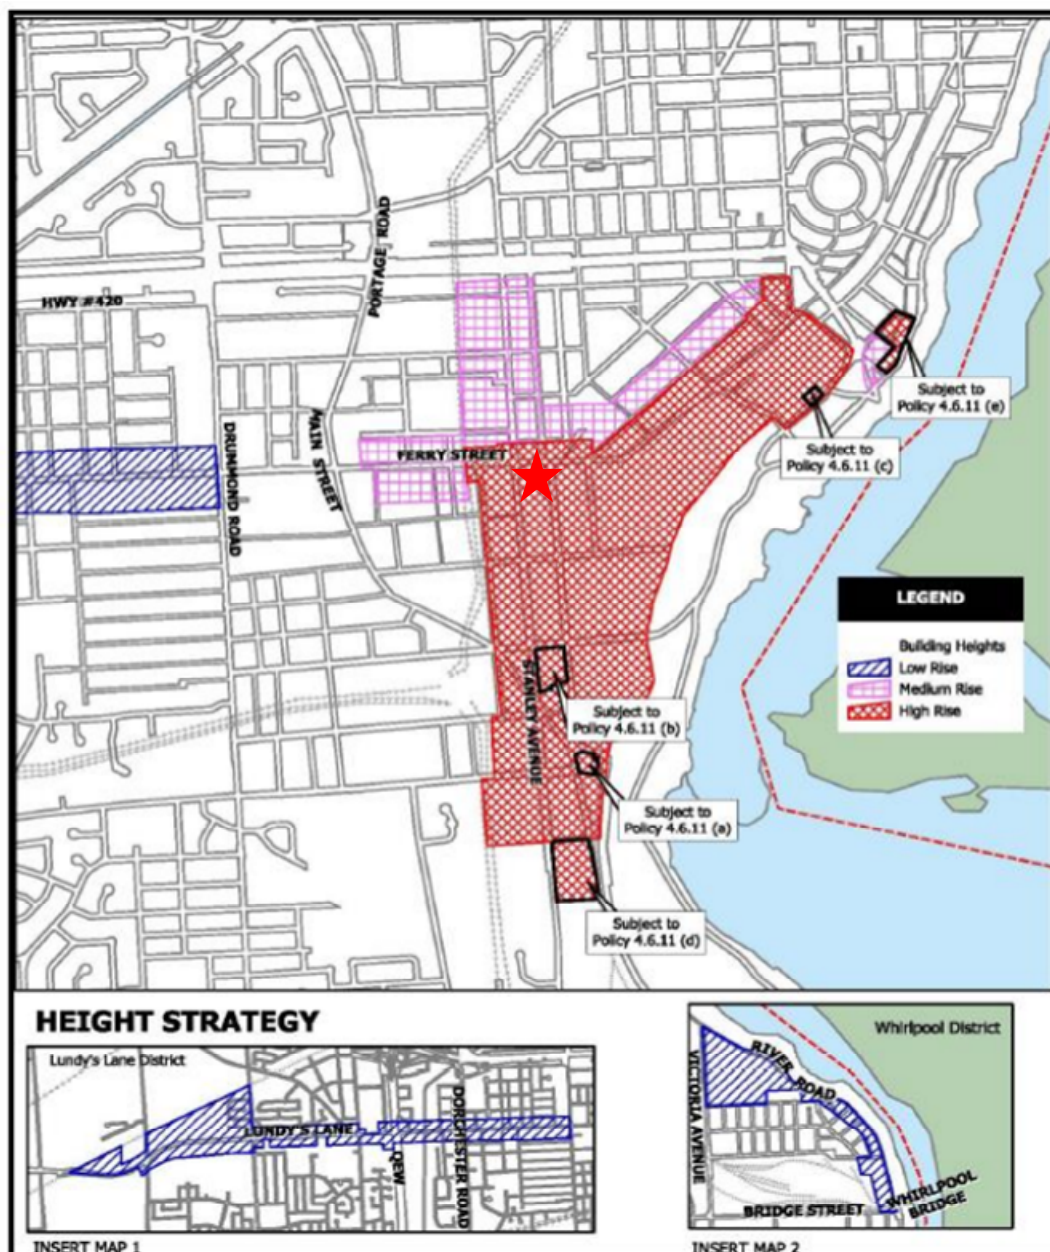 HWY #420
PORTAGE ROAD
MAIN STREET
DRUMMOND ROAD
FERRY STREET
STANLEY AVENUE
Subject to
Policy 4.6.11 (e)
Subject to
Policy 4.6.11 (c)
LEGEND
Building Heights
Low Rise
Medium Rise
High Rise
Subject to
Policy 4.6.11 (b)
Subject to
Policy 4.6.11 (a)
Subject to
Policy 4.6.11 (d)
HEIGHT STRATEGY
Lundy's Lane District
LUNDY'S LANE
QEW
DORCHESTER ROAD
INSERT MAP 1
Whirlpool District
VICTORIA AVENUE
RIVER ROAD
WHIRLPOOL
BRIDGE
BRIDGE STREET
INSERT MAP 2